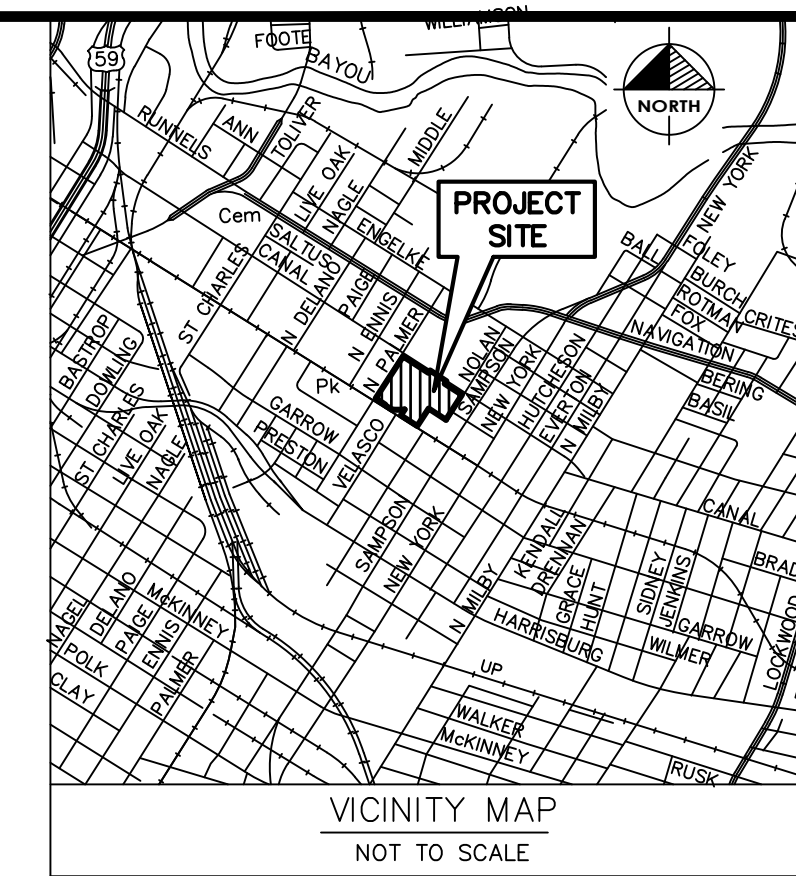 WILLIAMSON
FOOTE
59
BAYOU
NORTH
RUNNELS
ANN
TOLIVER
MIDDLE
LIVE OAK
NAGLE
NEW YORK
PROJECT
SITE
Cem
SALTUS
CANAL
ENGELKE
BALL
FOLEY
BURCH
ROTMAN
FOX
CRITES
ST CHARLES
N DELANO
PAIGE
N ENNIS
N PALMER
NAVIGATION
NOLAN
SAMPSON
NEW YORK
HUTCHESON
EVERTON
N MILBY
BERING
BASIL
BASTROP
DOWLING
Pk
GARROW
PRESTON
VELASCO
ST CHARLES
LIVE OAK
NAGLE
SAMPSON
NEW YORK
CANAL
KENDALL
DRENNANT
GRACE
HUNT
SIDNEY
JENKINS
BRAD
N MILBY
HARRISBURG
GARROW
WILMER
LOCKWOOD
NAGEL
DELANO
PAIGE
ENNIS
PALMER
McKINNEY
POLK
CLAY
UP
WALKER
McKINNEY
RUSK
VICINITY MAP
NOT TO SCALE